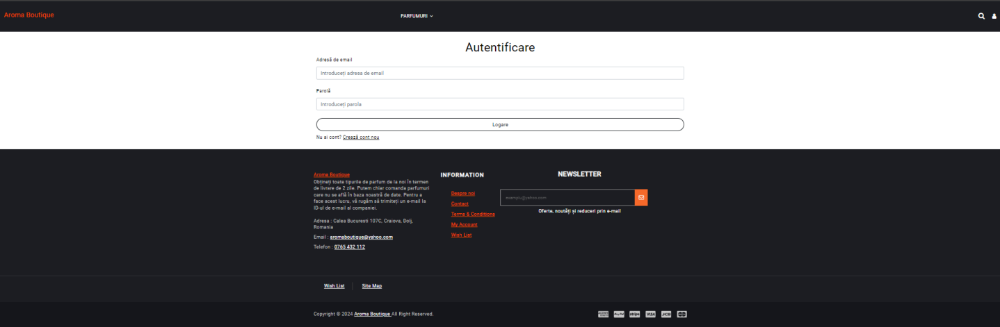 Aroma Boutique
PARFUMURI
Autentificare
Adresă de email
Introduceți adresa de email
Parolă
Introduceți parola
Logare
Nu ai cont? Crează cont nou
Aroma Boutique
Obțineți toate tipurile de parfum de la noi în termen
de livrare de 2 zile. Putem chiar comanda parfumuri
care nu se află în baza noastră de date. Pentru a
face acest lucru, vă rugăm să trimiteți un e-mail la
ID-ul de e-mail al companiei.
Adresa : Calea Bucuresti 107C, Craiova, Dolj,
Romania
Email : aromaboutique@yahoo.com
Telefon : 0765 432 112
INFORMATION
Despre noi
Contact
Terms & Conditions
My Account
Wish List
NEWSLETTER
exemplu@yahoo.com
Oferte, noutăți și reduceri prin e-mail
Wish List
Site Map
Copyright © 2024 Aroma Boutique All Right Reserved.
PayPal stripe VISA JCB